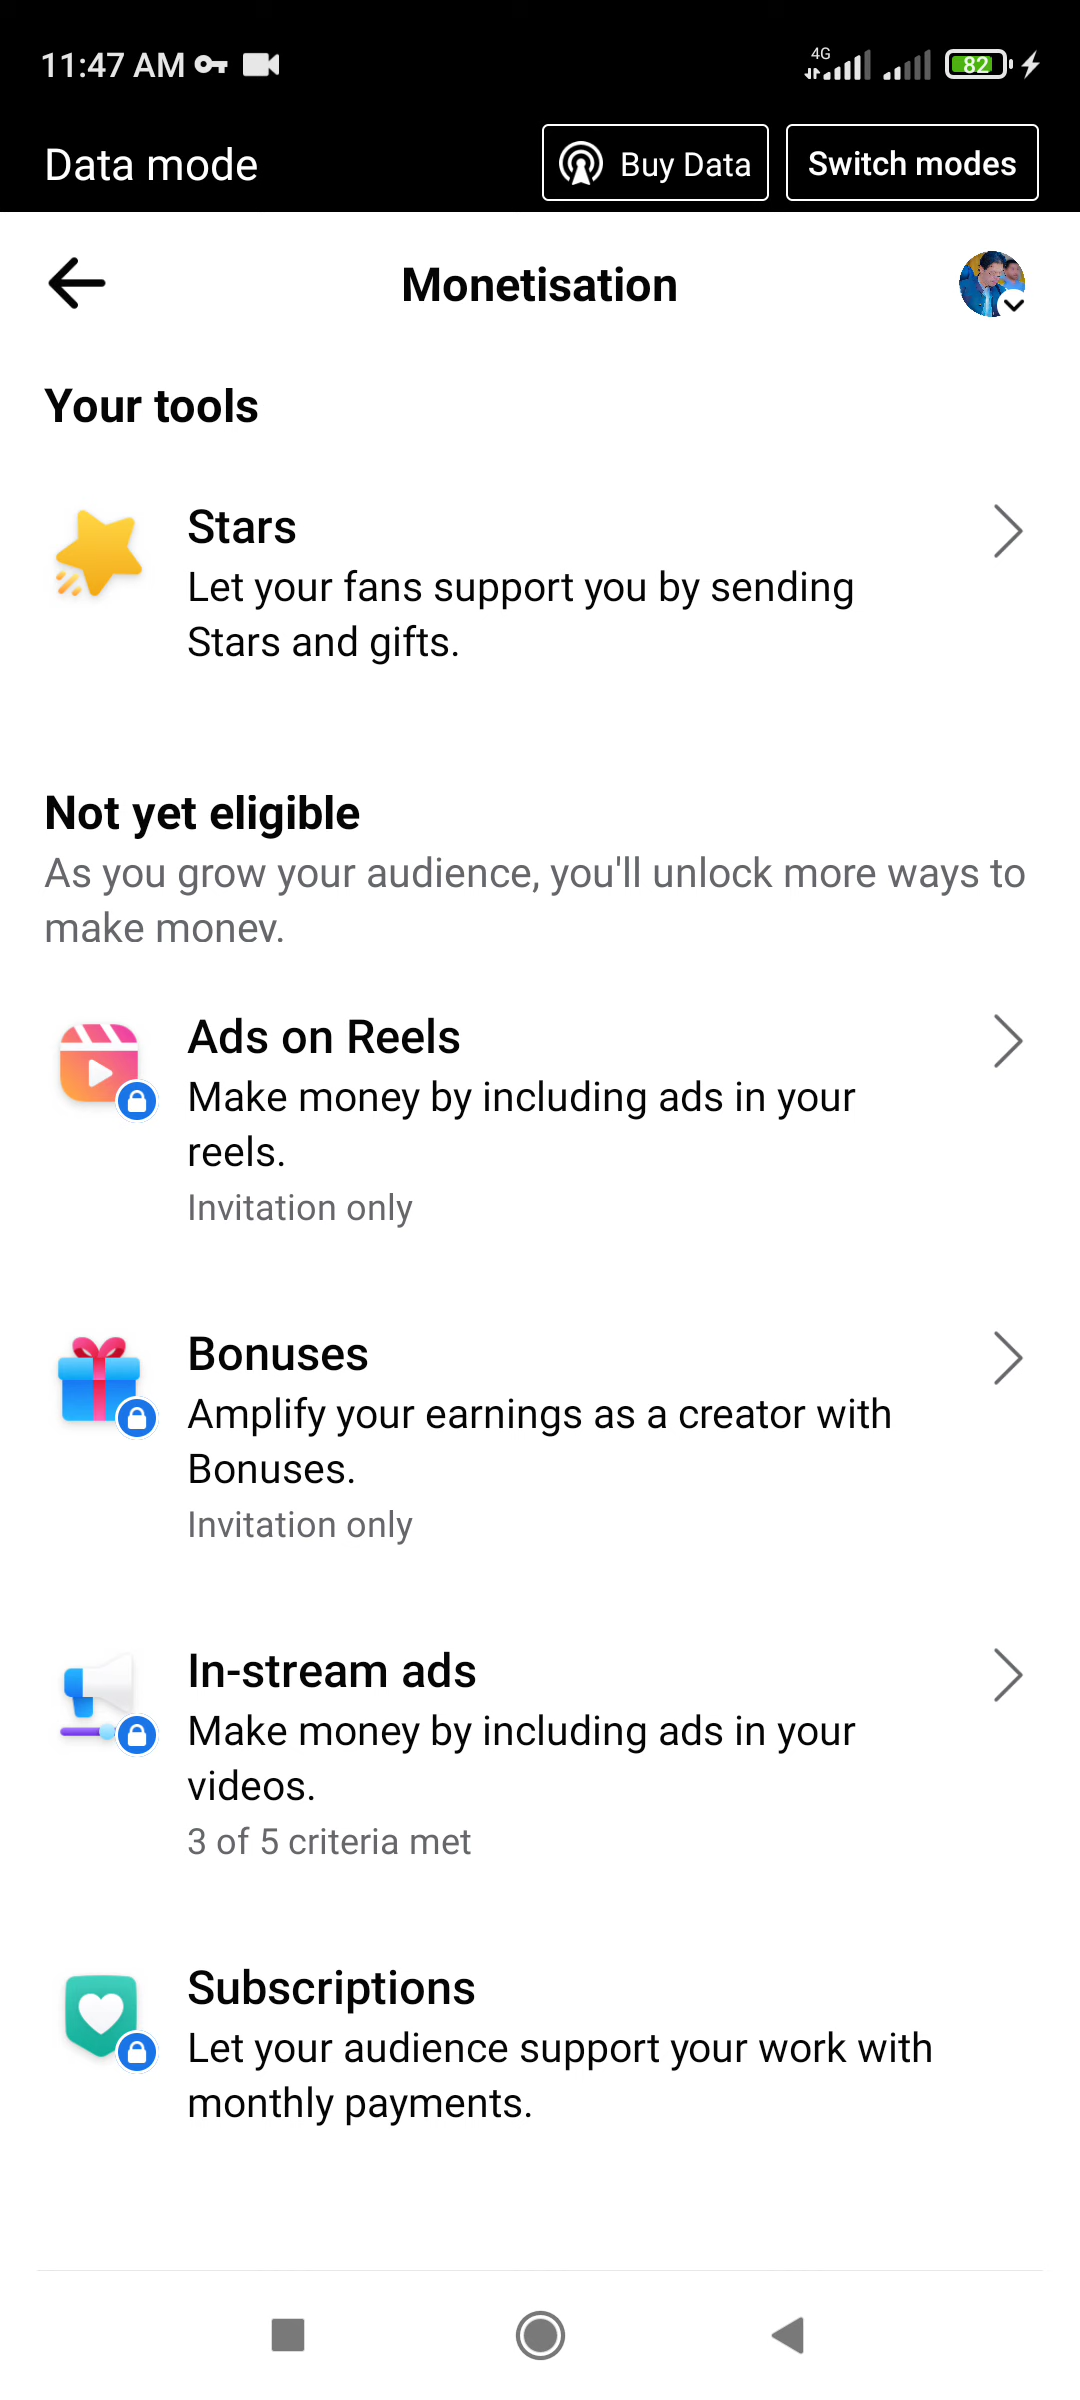 11:47 AM
4G
82
Data mode
Buy Data
Switch modes
Monetisation
Your tools
Stars
Let your fans support you by sending
Stars and gifts.
Not yet eligible
As you grow your audience, you'll unlock more ways to
make money.
Ads on Reels
Make money by including ads in your
reels.
Invitation only
Bonuses
Amplify your earnings as a creator with
Bonuses.
Invitation only
In-stream ads
Make money by including ads in your
videos.
3 of 5 criteria met
Subscriptions
Let your audience support your work with
monthly payments.